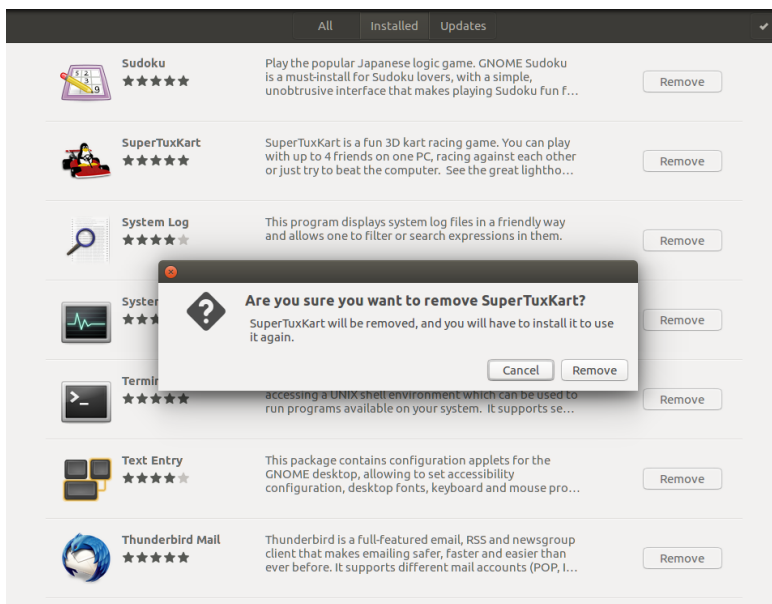 All Installed Updates
Sudoku
Play the popular Japanese logic game. GNOME Sudoku
is a must-install for Sudoku lovers, with a simple,
unobtrusive interface that makes playing Sudoku fun f...
Remove
SuperTuxKart
SuperTuxKart is a fun 3D kart racing game. You can play
with up to 4 friends on one PC, racing against each other
or just try to beat the computer. See the great lightho...
Remove
System Log
This program displays system log files in a friendly way
and allows one to filter or search expressions in them.
Remove
Are you sure you want to remove SuperTuxKart?
SuperTuxKart will be removed, and you will have to install it to use
it again.
Cancel Remove
Remove
accessing a UNIX shell environment which can be used to
run programs available on your system. It supports se...
Remove
Text Entry
This package contains configuration applets for the
GNOME desktop, allowing to set accessibility
configuration, desktop fonts, keyboard and mouse pro...
Remove
Thunderbird Mail
Thunderbird is a full-featured email, RSS and newsgroup
client that makes emailing safer, faster and easier than
ever before. It supports different mail accounts (POP, I...
Remove